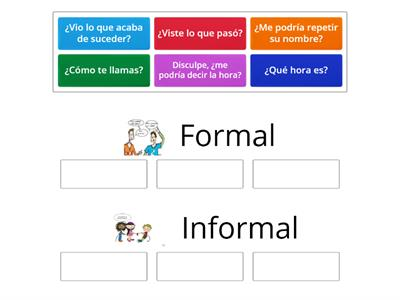 ¿Vio lo que acaba
de suceder?
¿Viste lo que pasó?
¿Me podría repetir
su nombre?
¿Cómo te llamas?
Disculpe, ¿me
podría decir la hora?
¿Qué hora es?
Formal
Informal